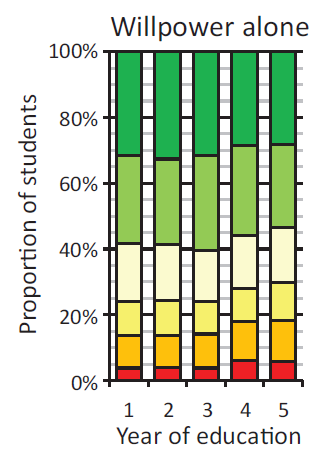 Willpower alone
100%
80%
60%
40%
20%
0%
Proportion of students
1 2 3 4 5
Year of education